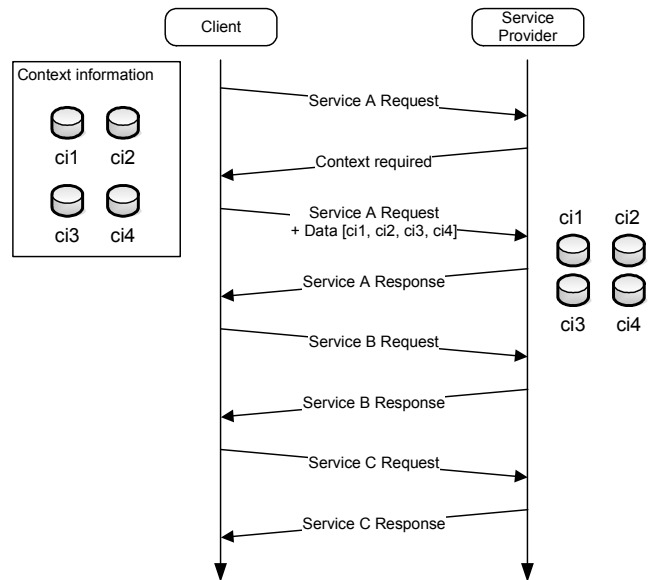 Client
Service
Provider
Context information
ci1 ci2
ci3 ci4
Service A Request
Context required
Service A Request
+ Data [ci1, ci2, ci3, ci4]
ci1 ci2
ci3 ci4
Service A Response
Service B Request
Service B Response
Service C Request
Service C Response